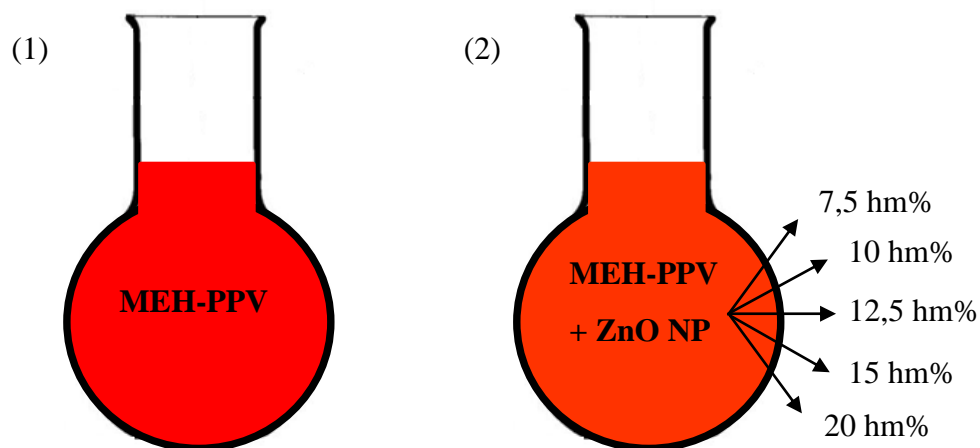 (1)
MEH-PPV
(2)
MEH-PPV
+ ZnO NP
7,5 hm%
10 hm%
12,5 hm%
15 hm%
20 hm%